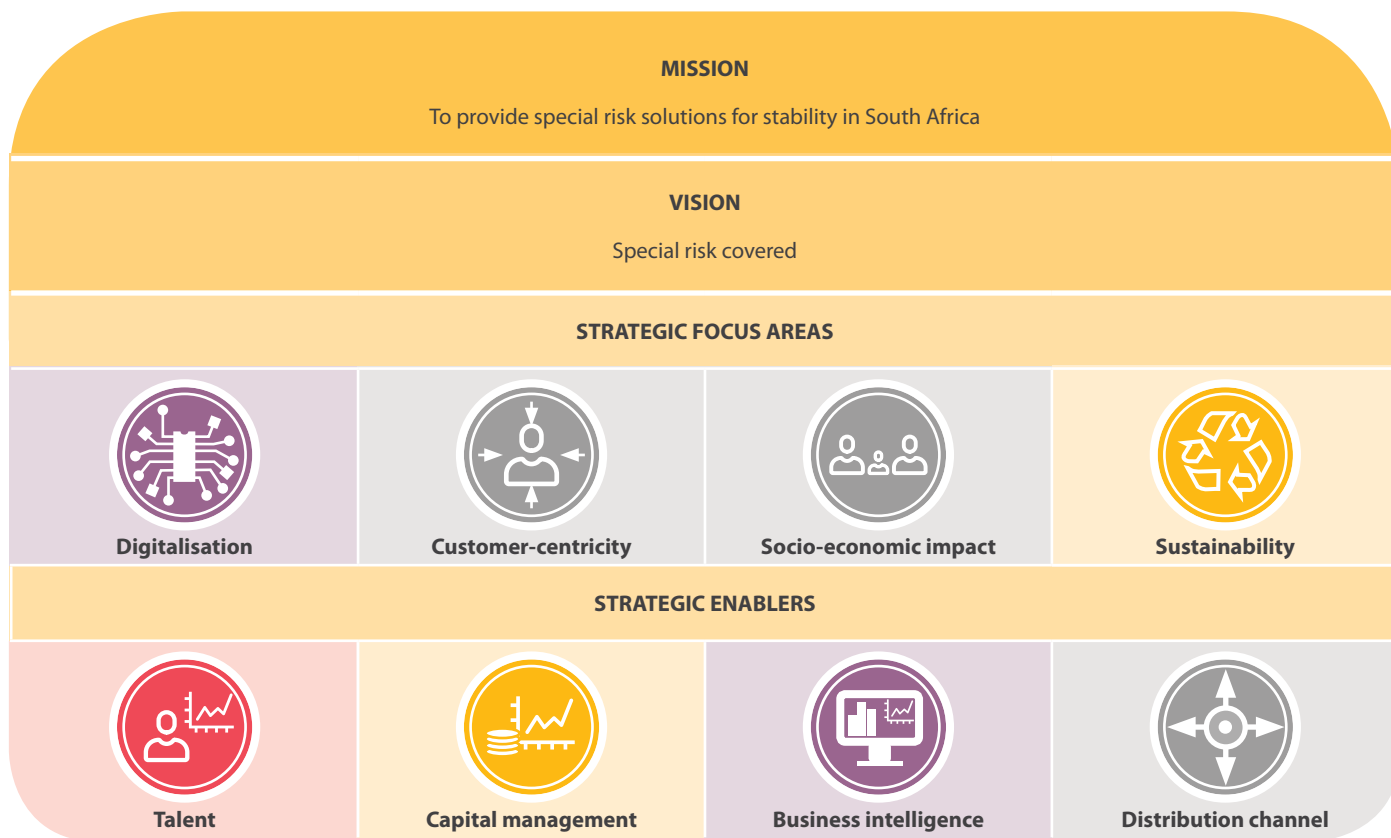 MISSION
To provide special risk solutions for stability in South Africa
VISION
Special risk covered
STRATEGIC FOCUS AREAS
Digitalisation
Customer-centricity
Socio-economic impact
Sustainability
STRATEGIC ENABLERS
Talent
Capital management
Business intelligence
Distribution channel